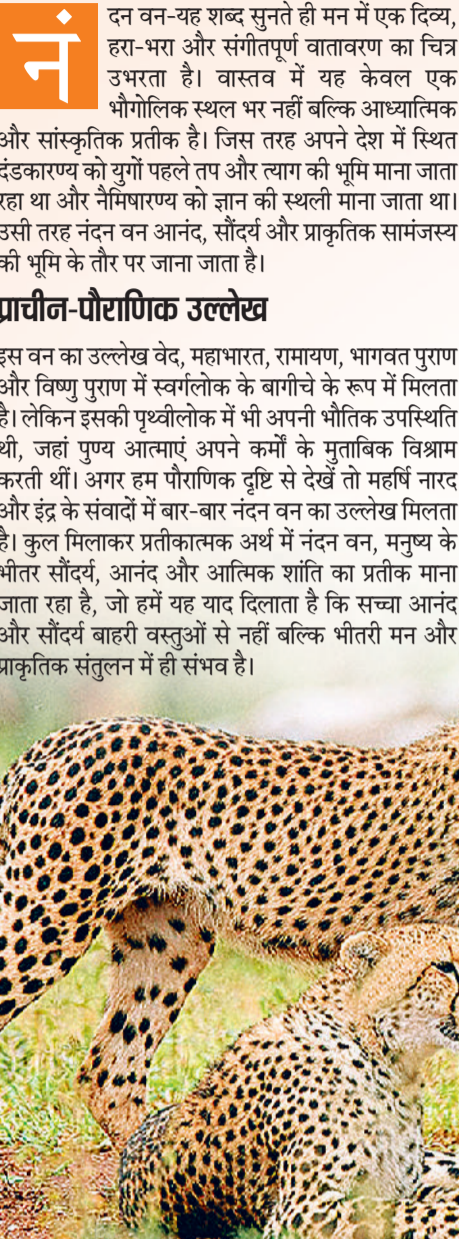 नं
दन वन-यह शब्द सुनते ही मन में एक दिव्य,
हरा-भरा और संगीतपूर्ण वातावरण का चित्र
उभरता है। वास्तव में यह केवल एक
भौगोलिक स्थल भर नहीं बल्कि आध्यात्मिक
और सांस्कृतिक प्रतीक है। जिस तरह अपने देश में स्थित
दंडकारण्य को युगों पहले तप और त्याग की भूमि माना जाता
रहा था और नैमिषारण्य को ज्ञान की स्थली माना जाता था।
उसी तरह नंदन वन आनंद, सौंदर्य और प्राकृतिक सामंजस्य
की भूमि के तौर पर जाना जाता है।
प्राचीन-पौराणिक उल्लेख
इस वन का उल्लेख वेद, महाभारत, रामायण, भागवत पुराण
और विष्णु पुराण में स्वर्गलोक के बागीचे के रूप में मिलता
है। लेकिन इसकी पृथ्वीलोक में भी अपनी भौतिक उपस्थिति
थी, जहां पुण्य आत्माएं अपने कर्मों के मुताबिक विश्राम
करती थीं। अगर हम पौराणिक दृष्टि से देखें तो महर्षि नारद
और इंद्र के संवादों में बार-बार नंदन वन का उल्लेख मिलता
है। कुल मिलाकर प्रतीकात्मक अर्थ में नंदन वन, मनुष्य के
भीतर सौंदर्य, आनंद और आत्मिक शांति का प्रतीक माना
जाता रहा है, जो हमें यह याद दिलाता है कि सच्चा आनंद
और सौंदर्य बाहरी वस्तुओं से नहीं बल्कि भीतरी मन और
प्राकृतिक संतुलन में ही संभव है।